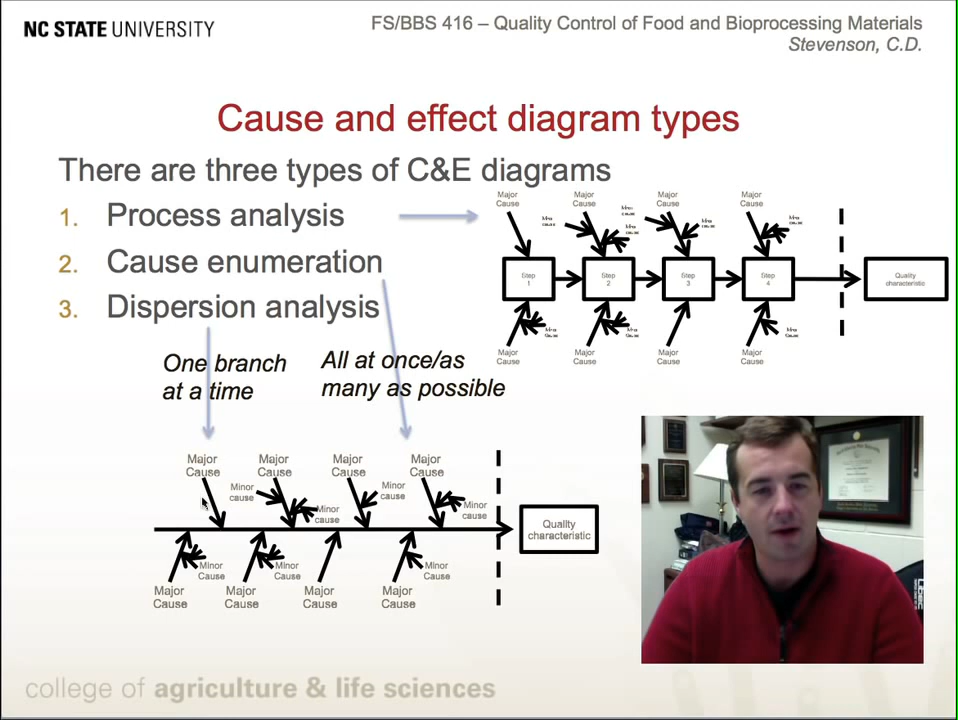 NC STATE UNIVERSITY
FS/BBS 416 – Quality Control of Food and Bioprocessing Materials
Stevenson, C.D.
Cause and effect diagram types
There are three types of C&E diagrams
1. Process analysis
2. Cause enumeration
3. Dispersion analysis
One branch
at a time
All at once/as
many as possible
Major
Cause
Major
Cause
Major
Cause
Major
Cause
Step
1
Step
2
Step
3
Step
4
Quality
characteristic
Major
Cause
Major
Cause
Major
Cause
Major
Cause
Major
Cause
Major
Cause
Major
Cause
Major
Cause
Minor
cause
Minor
cause
Minor
cause
Minor
cause
Quality
characteristic
Minor
Cause
Minor
Cause
Minor
Cause
Major
Cause
Major
Cause
Major
Cause
Major
Cause
college of agriculture & life sciences